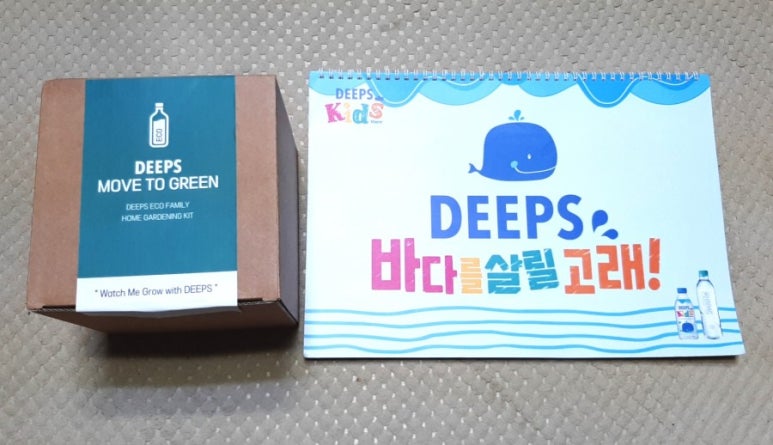 ECO
DEEPS
MOVE TO GREEN
DEEPS ECO FAMILY
HOME GARDENING KIT
" Watch Me Grow with DEEPS "
DEEPS
Kids
DEEPS
바다를살릴고래!